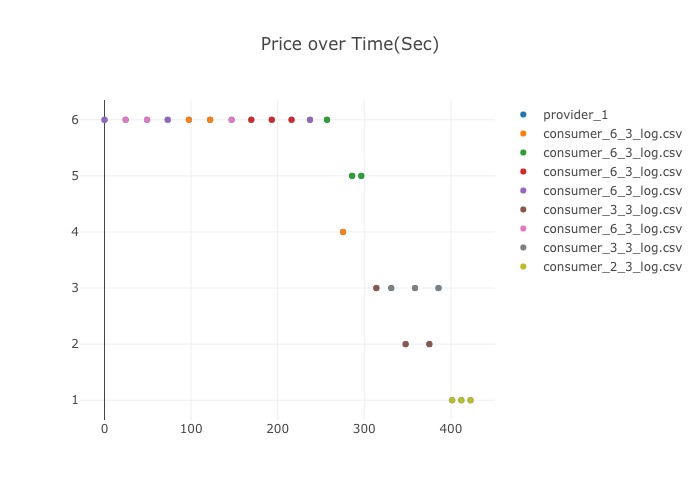 Price over Time(Sec)
6
5
4
3
2
1
0
100
200
300
400
provider_1
consumer_6_3_log.csv
consumer_6_3_log.csv
consumer_6_3_log.csv
consumer_6_3_log.csv
consumer_3_3_log.csv
consumer_6_3_log.csv
consumer_3_3_log.csv
consumer_2_3_log.csv